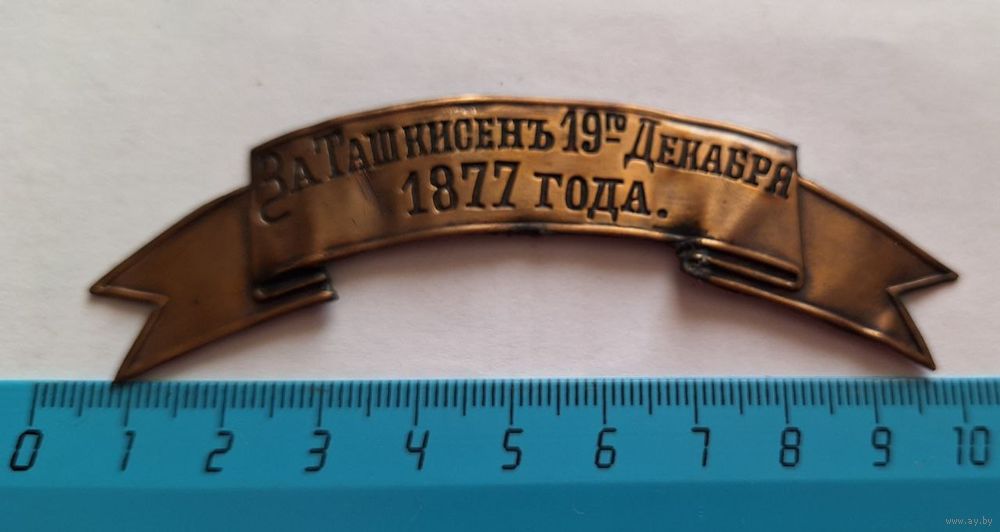 За Ташкисенъ 19го Декабря
1877 года.
0 1 2 3 4 5 6 7 8 9 10
www.ay.by